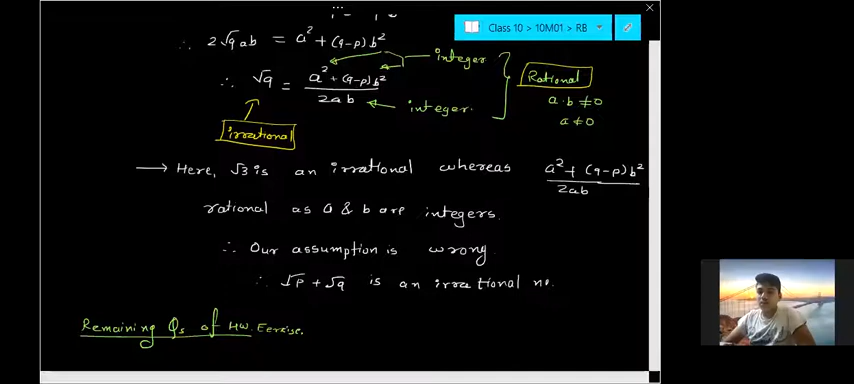 Class 10 > 10M01 > RB
∴ 2√q ab = a² + (q-p)b²
integer
∴ √q = a² + (q-p)b² / 2ab
integer.
Rational
a·b ≠ 0
a ≠ 0
irrational
→ Here, √3 is an irrational whereas a² + (q-p)b² / 2ab
rational as a & b are integers.
∴ Our assumption is wrong.
∴ √p + √q is an irrational no.
Remaining Qs of HW. Eercise.